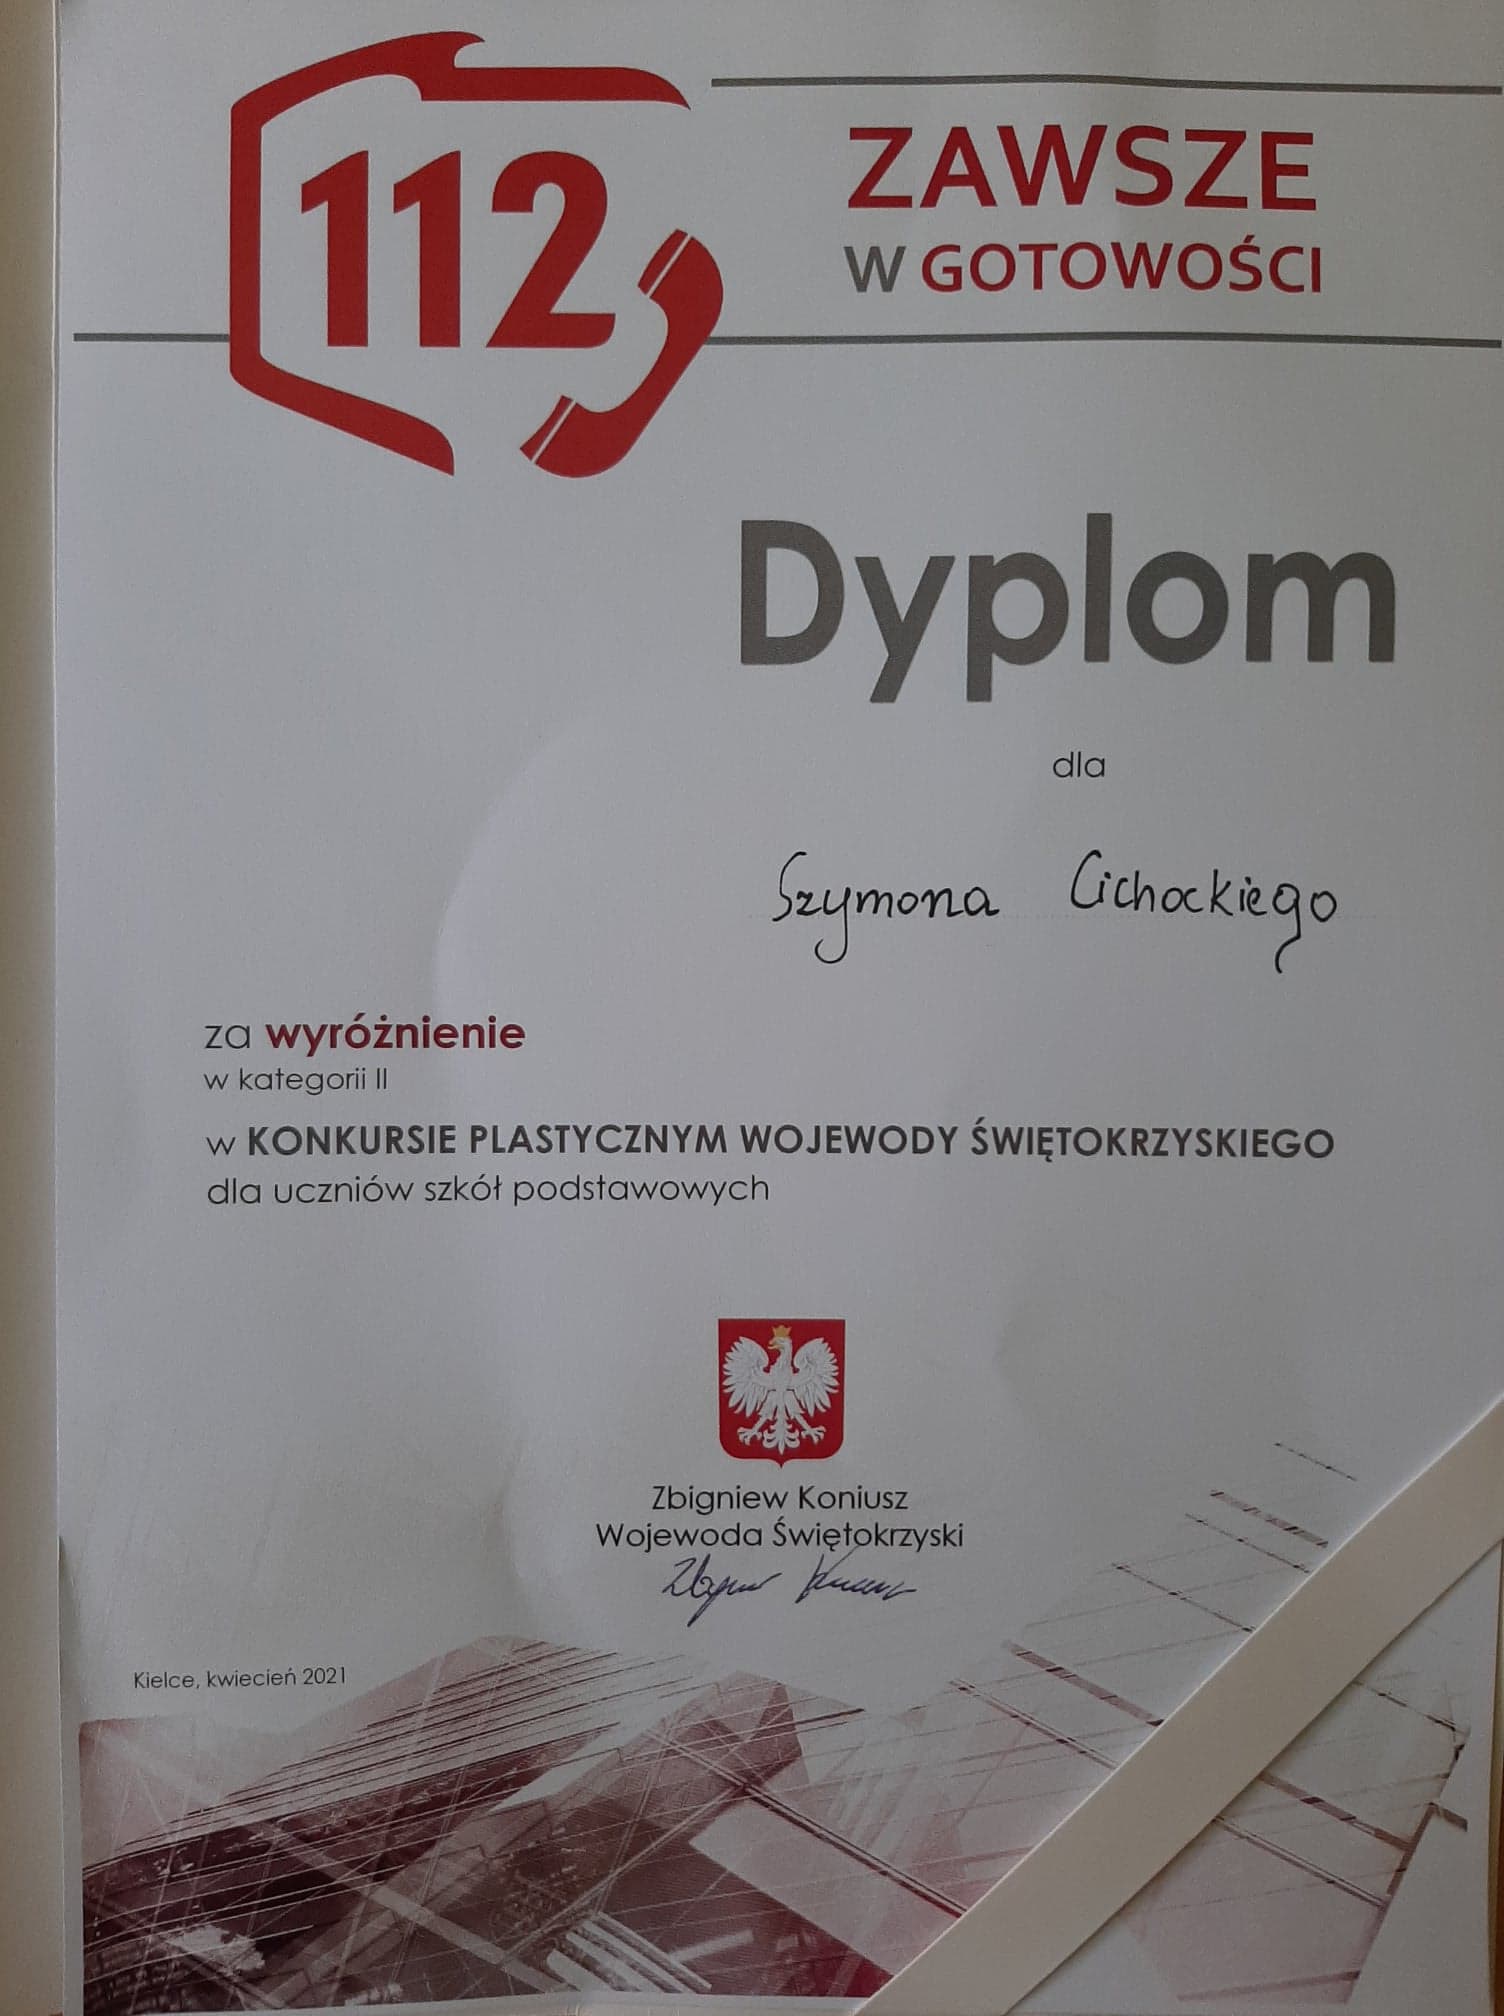 112
ZAWSZE
W GOTOWOŚCI
Dyplom
dla
Szymona Cichockiego
za wyróżnienie
w kategorii II
w KONKURSIE PLASTYCZNYM WOJEWODY ŚWIĘTOKRZYSKIEGO
dla uczniów szkół podstawowych
Zbigniew Koniusz
Wojewoda Świętokrzyski
Kielce, kwiecień 2021